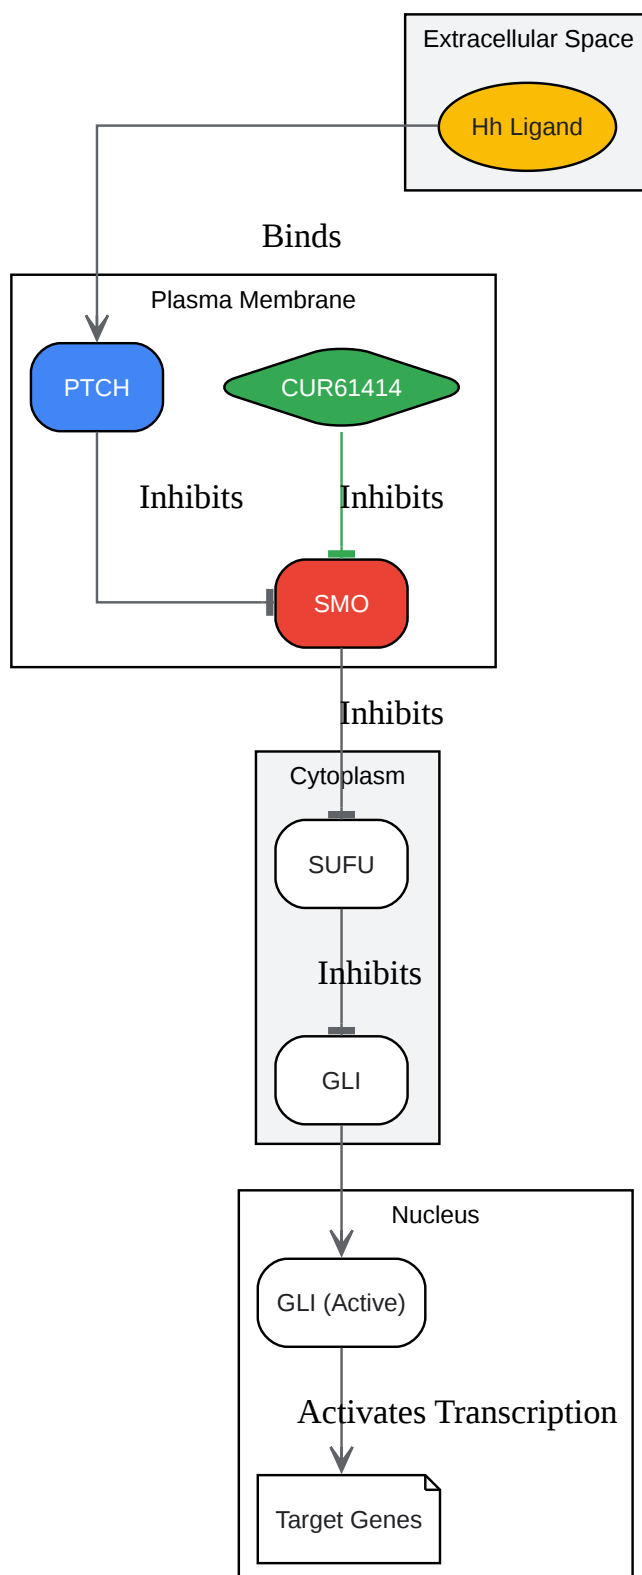 Extracellular Space
Hh Ligand
Binds
Plasma Membrane
PTCH
CUR61414
Inhibits
Inhibits
SMO
Inhibits
Cytoplasm
SUFU
Inhibits
GLI
Nucleus
GLI (Active)
Activates Transcription
Target Genes